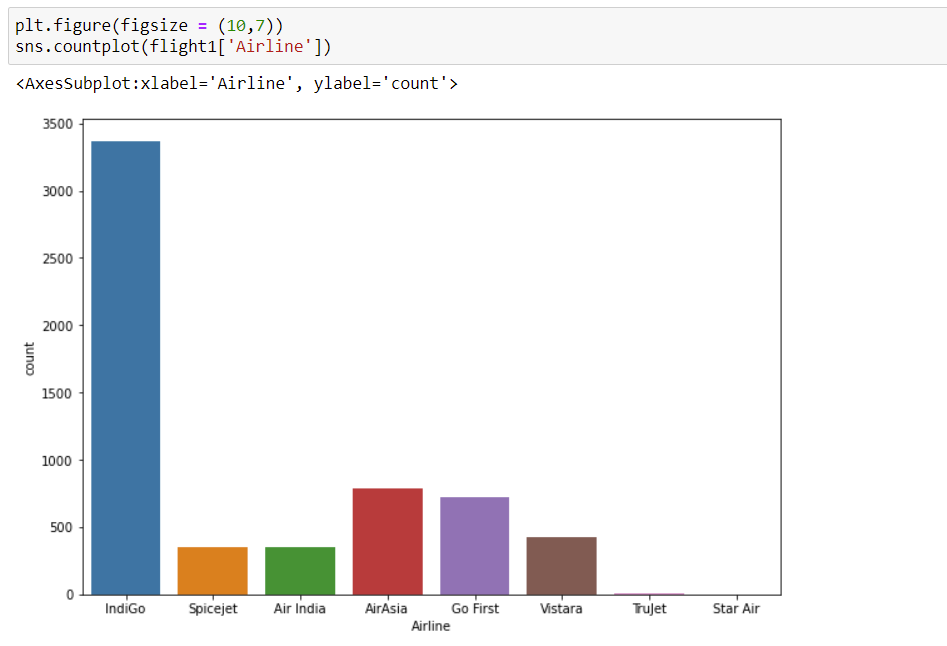 plt.figure(figsize = (10,7))
sns.countplot(flight1['Airline'])
<AxesSubplot:xlabel='Airline', ylabel='count'>
3500
3000
2500
2000
1500
1000
500
0
count
IndiGo Spicejet Air India AirAsia Go First Vistara TruJet Star Air
Airline